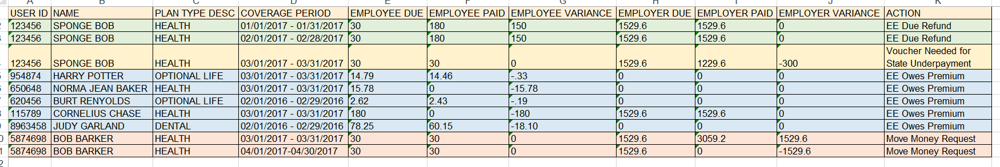 A B C D E F G H I J K
USER ID NAME PLAN TYPE DESC COVERAGE PERIOD EMPLOYEE DUE EMPLOYEE PAID EMPLOYEE VARIANCE EMPLOYER DUE EMPLOYER PAID EMPLOYER VARIANCE ACTION
2 123456 SPONGE BOB HEALTH 01/01/2017 - 01/31/2017 30 180 150 1529.6 1529.6 0 EE Due Refund
3 123456 SPONGE BOB HEALTH 02/01/2017 - 02/28/2017 30 180 150 1529.6 1529.6 0 EE Due Refund
Voucher Needed for
4 123456 SPONGE BOB HEALTH 03/01/2017 - 03/31/2017 30 30 0 1529.6 1229.6 -300 State Underpayment
5 954874 HARRY POTTER OPTIONAL LIFE 03/01/2017 - 03/31/2017 14.79 14.46 -.33 0 0 0 EE Owes Premium
6 650648 NORMA JEAN BAKER HEALTH 03/01/2017 - 03/31/2017 15.78 0 -15.78 0 0 0 EE Owes Premium
7 620456 BURT RENYOLDS OPTIONAL LIFE 02/01/2016 - 02/29/2016 2.62 2.43 -.19 0 0 0 EE Owes Premium
8 115789 CORNELIUS CHASE HEALTH 03/01/2017 - 03/31/2017 180 0 -180 1529.6 1529.6 0 EE Owes Premium
9 8963458 JUDY GARLAND DENTAL 02/01/2016 - 02/29/2016 78.25 60.15 -18.10 0 0 0 EE Owes Premium
0 5874698 BOB BARKER HEALTH 03/01/2017 - 03/31/2017 30 30 0 1529.6 3059.2 1529.6 Move Money Request
1 5874698 BOB BARKER HEALTH 04/01/2017-04/30/2017 30 30 0 1529.6 0 -1529.6 Move Money Request
2